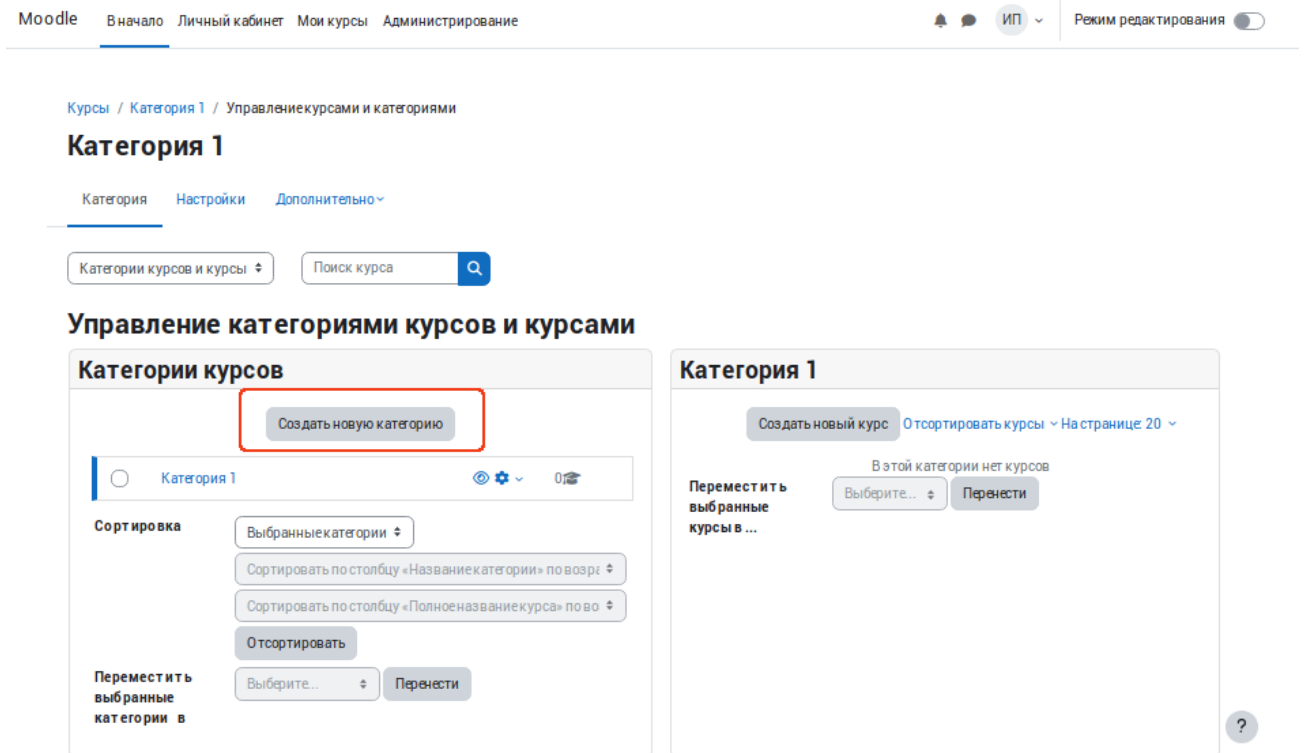 Moodle В начало Личный кабинет Мои курсы Администрирование ИП Режим редактирования
Курсы / Категория 1 / Управление курсами и категориями
Категория 1
Категория Настройки Дополнительно
Категории курсов и курсы Поиск курса
Управление категориями курсов и курсами
Категории курсов
Создать новую категорию
Категория 1 0
Сортировка
Выбранные категории
Сортировать по столбцу «Название категории» по возра
Сортировать по столбцу «Полное название курса» по во
Отсортировать
Переместить
выбранные
категории в
Выберите... Перенести
Категория 1
Создать новый курс Отсортировать курсы На странице: 20
В этой категории нет курсов
Переместить
выбранные
курсы в ...
Выберите... Перенести
?